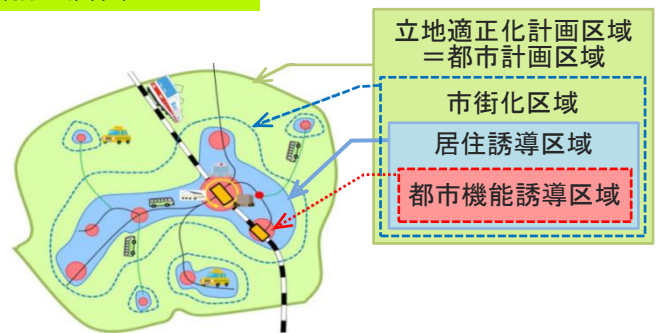 立地適正化計画区域
＝都市計画区域
市街化区域
居住誘導区域
都市機能誘導区域